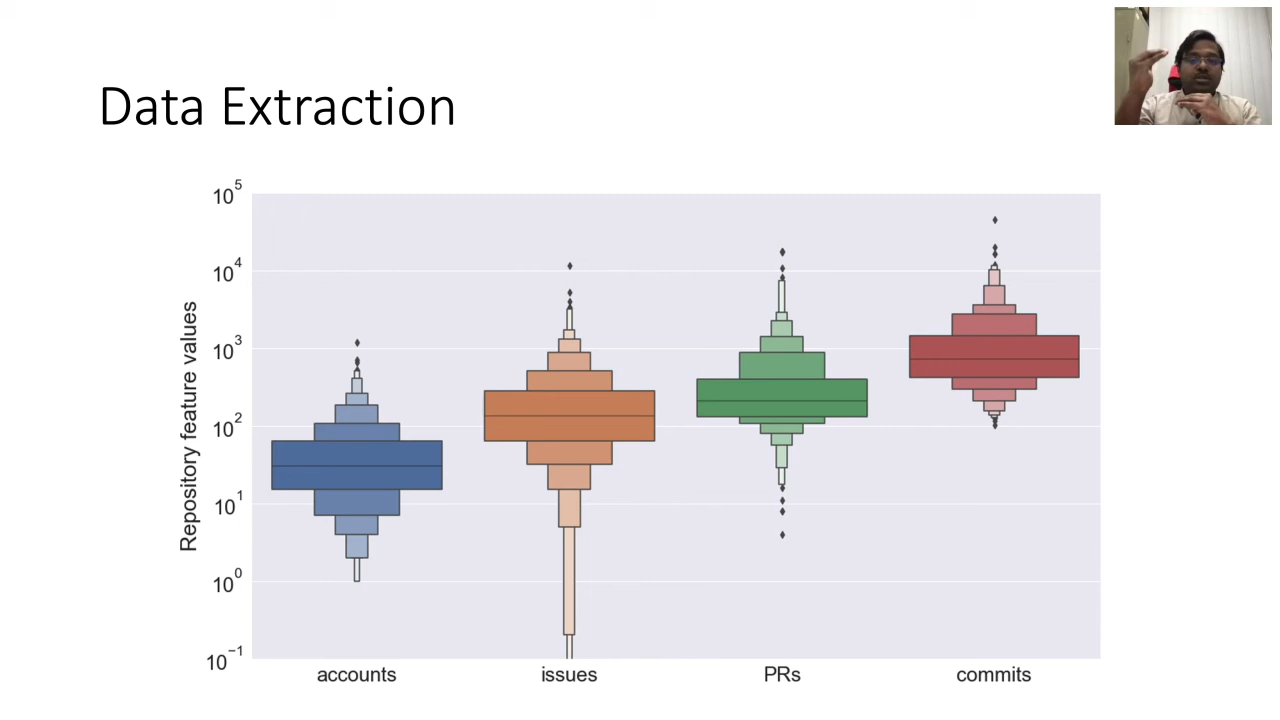 Data Extraction
Repository feature values
10^5
10^4
10^3
10^2
10^1
10^0
10^−1
accounts issues PRs commits